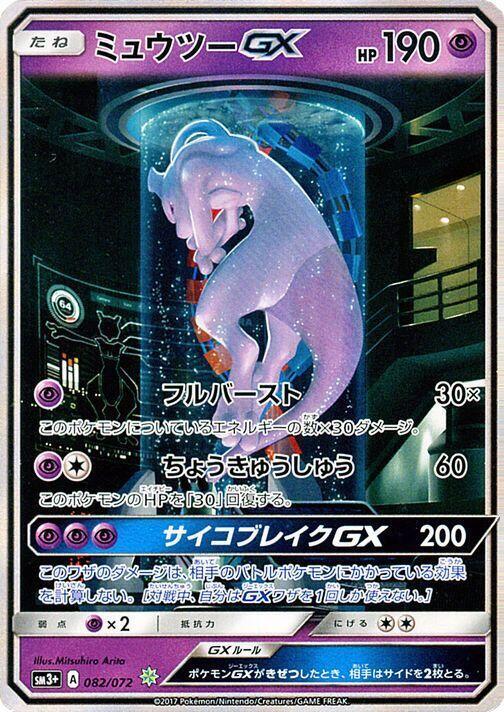 たね ミュウツーGX HP 190
64
フルバースト 30×
このポケモンについているエネルギーの数×30ダメージ。
ちょうきゅうしゅう 60
このポケモンのHPを「30」回復する。
サイコブレイクGX 200
このワザのダメージは、相手のバトルポケモンにかかっている効果
を計算しない。[対戦中、自分はGXワザを1回しか使えない。]
弱点 ×2 抵抗力 にげる
GXルール
Illus.Mitsuhiro Arita
ポケモンGXがきぜつしたとき、相手はサイドを2枚とる。
SM3+ A 082/072
©2017 Pokémon/Nintendo/Creatures/GAME FREAK.